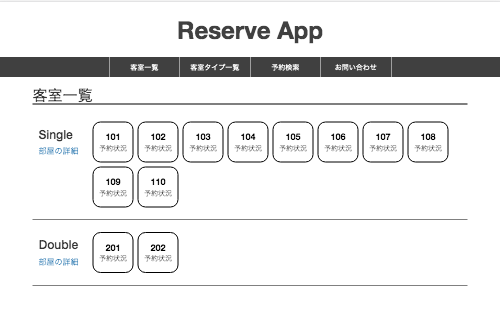 Reserve App
客室一覧 客室タイプ一覧 予約検索 お問い合わせ
客室一覧
Single
部屋の詳細
101 102 103 104 105 106 107 108
予約状況 予約状況 予約状況 予約状況 予約状況 予約状況 予約状況 予約状況
109 110
予約状況 予約状況
Double
部屋の詳細
201 202
予約状況 予約状況